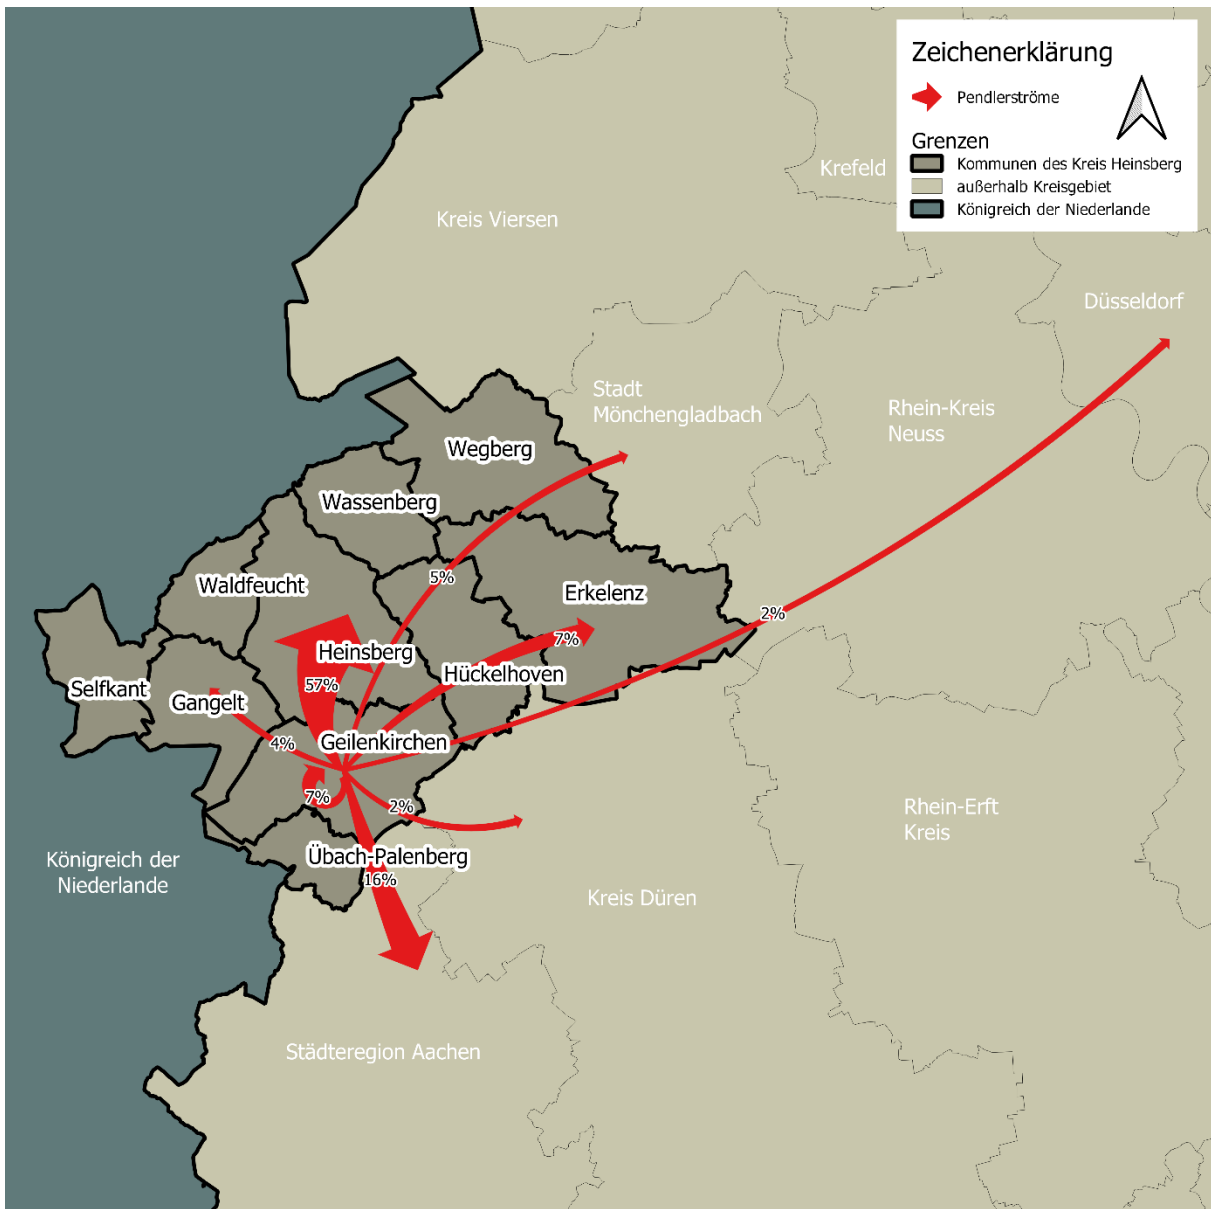 Zeichenerklärung
Pendlerströme
Grenzen
Kommunen des Kreis Heinsberg
außerhalb Kreisgebiet
Königreich der Niederlande
Krefeld
Kreis Viersen
Düsseldorf
Stadt
Mönchengladbach
Rhein-Kreis
Neuss
Wegberg
Wassenberg
Waldfeucht
5%
Erkelenz
2%
7%
Heinsberg
Hückelhoven
57%
Selfkant
Gangelt
4%
Geilenkirchen
7%
2%
Rhein-Erft
Kreis
Übach-Palenberg
16%
Königreich der
Niederlande
Kreis Düren
Städteregion Aachen